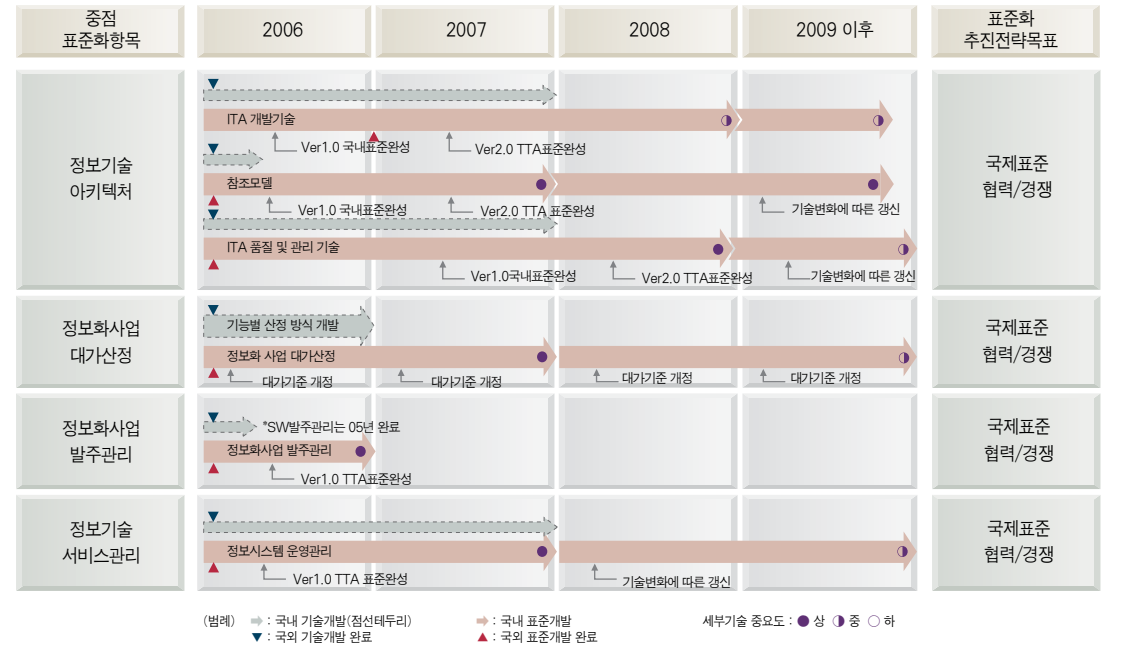 중점
표준화항목
2006
2007
2008
2009 이후
표준화
추진전략목표
정보기술
아키텍처
ITA 개발기술
Ver1.0 국내표준완성
Ver2.0 TTA표준완성
참조모델
Ver1.0 국내표준완성
Ver2.0 TTA 표준완성
기술변화에 따른 갱신
ITA 품질 및 관리 기술
Ver1.0국내표준완성
Ver2.0 TTA표준완성
기술변화에 따른 갱신
국제표준
협력/경쟁
정보화사업
대가산정
기능별 산정 방식 개발
정보화 사업 대가산정
대가기준 개정
대가기준 개정
대가기준 개정
대가기준 개정
국제표준
협력/경쟁
정보화사업
발주관리
*SW발주관리는 05년 완료
정보화사업 발주관리
Ver1.0 TTA표준완성
국제표준
협력/경쟁
정보기술
서비스관리
정보시스템 운영관리
Ver1.0 TTA 표준완성
기술변화에 따른 갱신
국제표준
협력/경쟁
(범례) : 국내 기술개발(점선테두리) : 국내 표준개발 세부기술 중요도 : 상 중 하
: 국외 기술개발 완료 : 국외 표준개발 완료